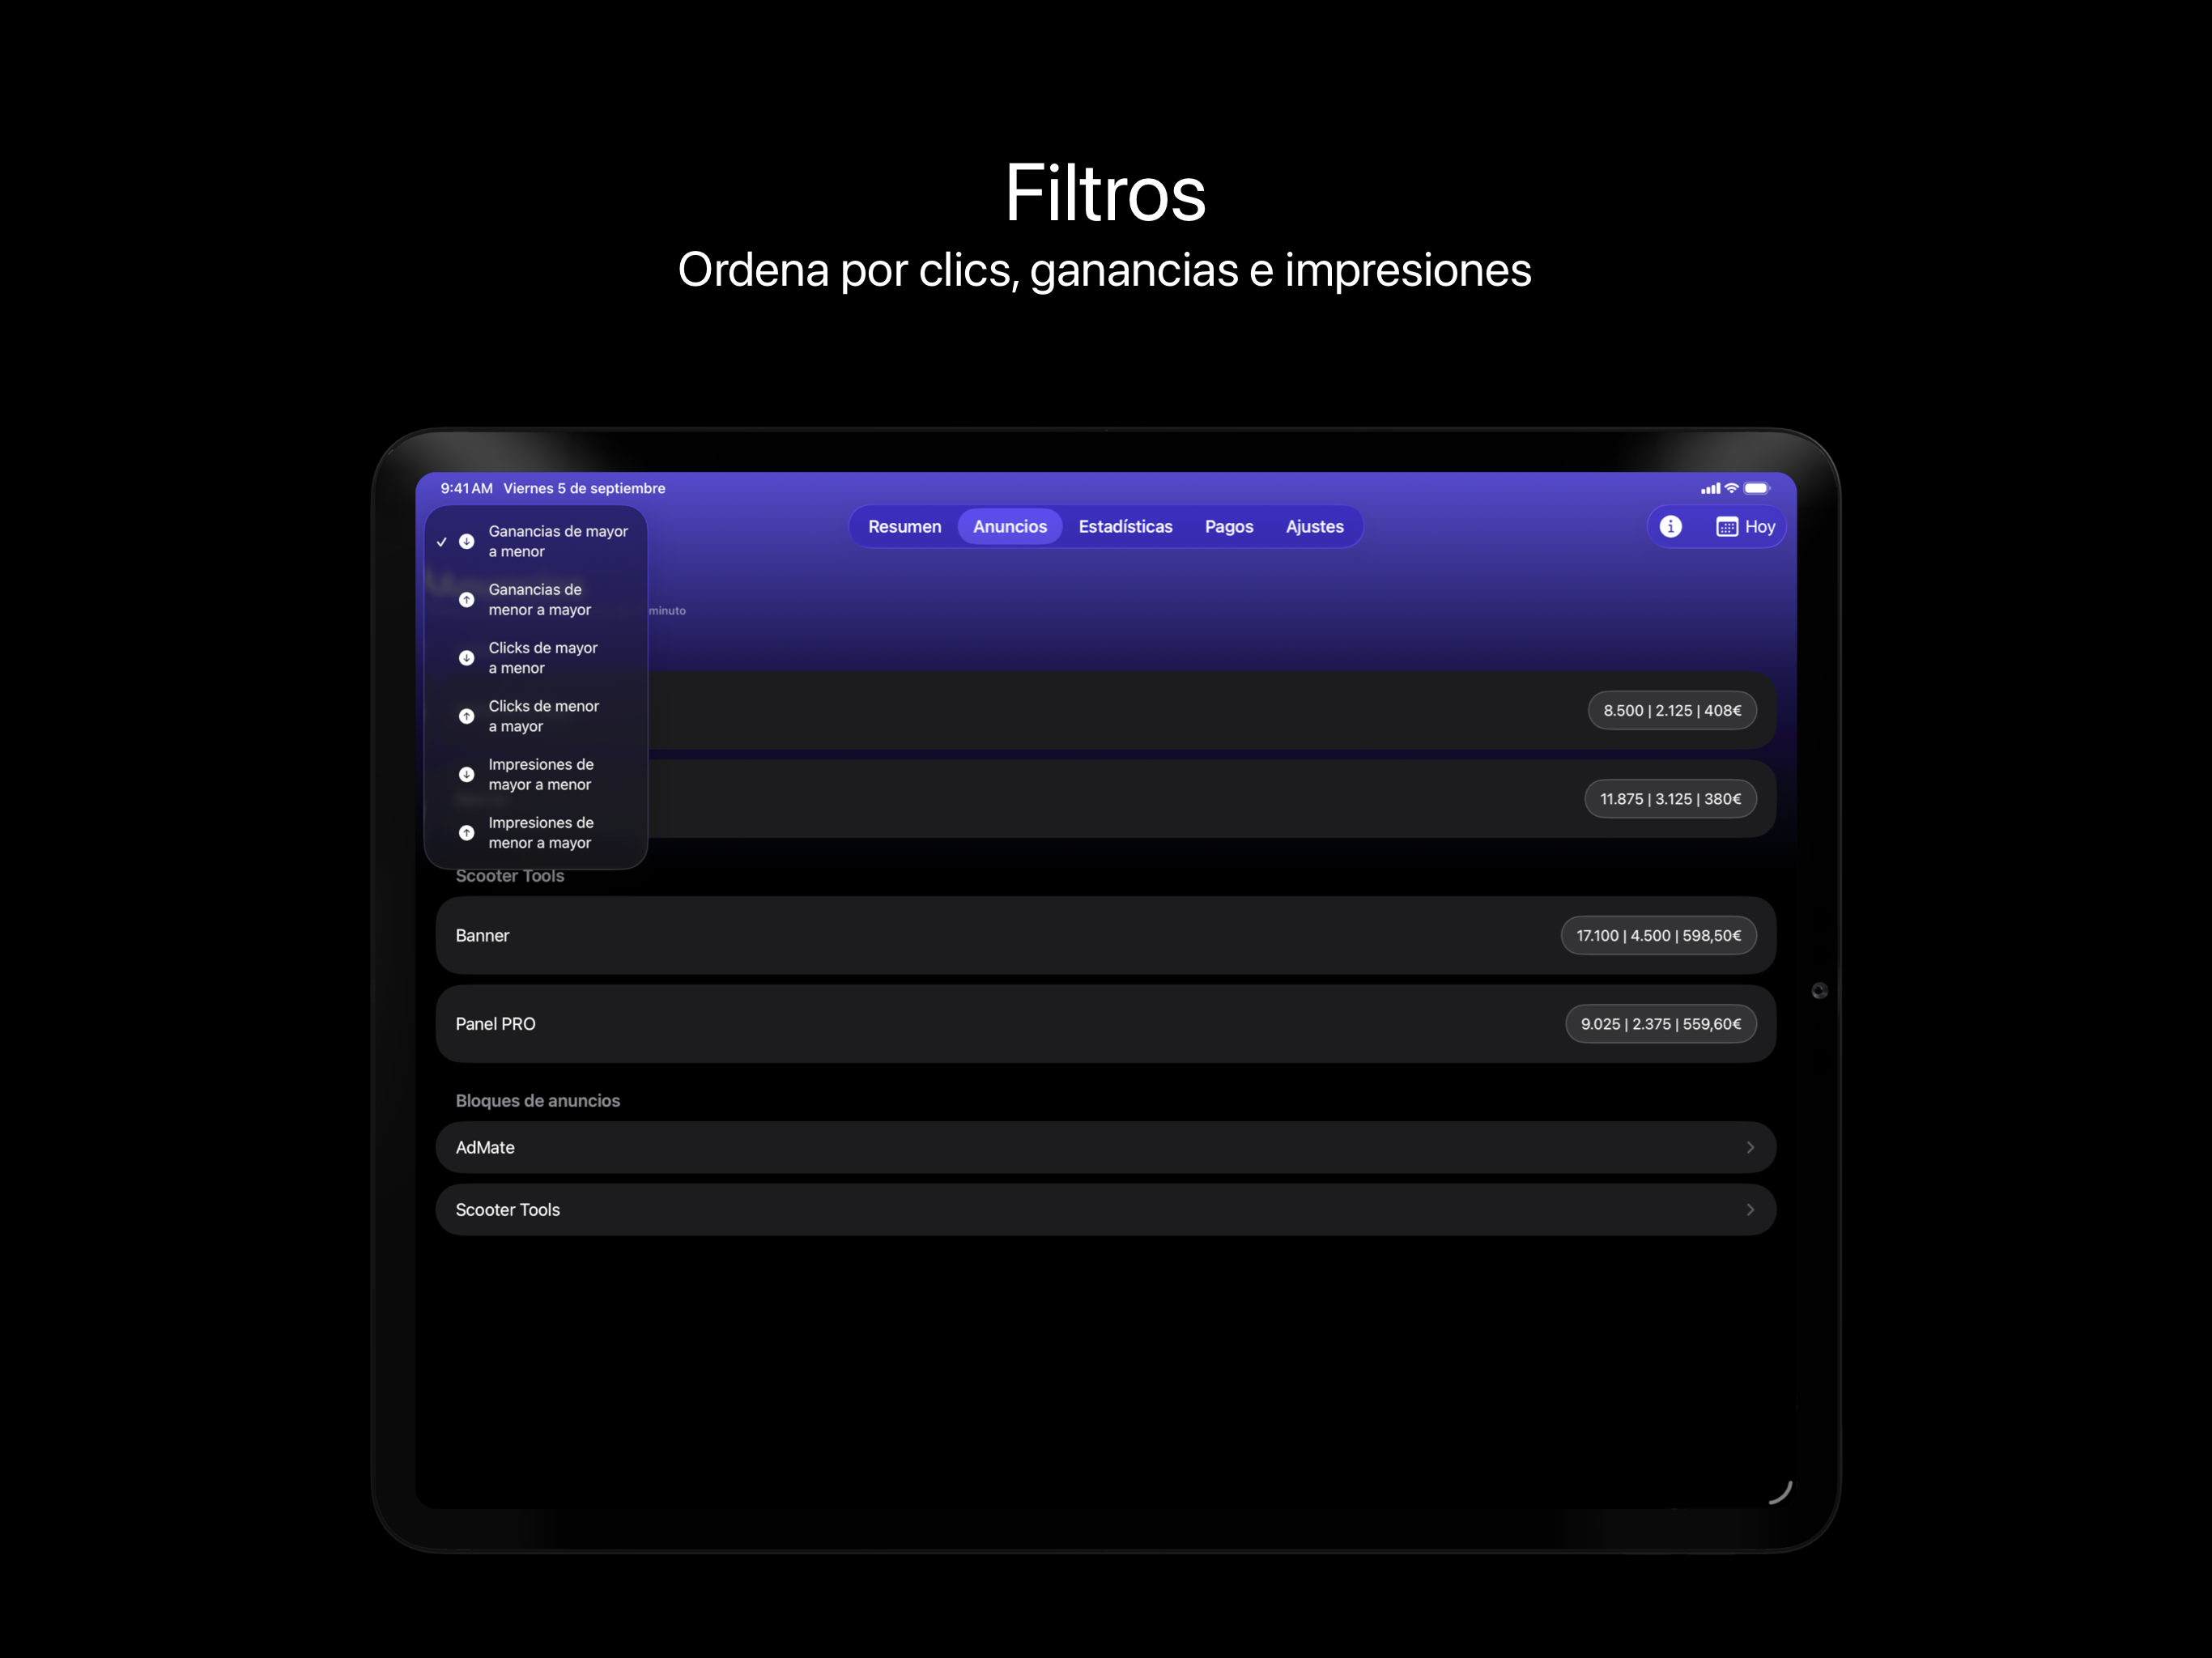 Filtros
Ordena por clics, ganancias e impresiones
9:41 AM Viernes 5 de septiembre
Resumen Anuncios Estadísticas Pagos Ajustes
Hoy
Ganancias de mayor
a menor
Ganancias de
menor a mayor
minuto
Clicks de mayor
a menor
Clicks de menor
a mayor
8.500 | 2.125 | 408€
Impresiones de
mayor a menor
11.875 | 3.125 | 380€
Impresiones de
menor a mayor
Scooter Tools
Banner 17.100 | 4.500 | 598,50€
Panel PRO 9.025 | 2.375 | 559,60€
Bloques de anuncios
AdMate
Scooter Tools